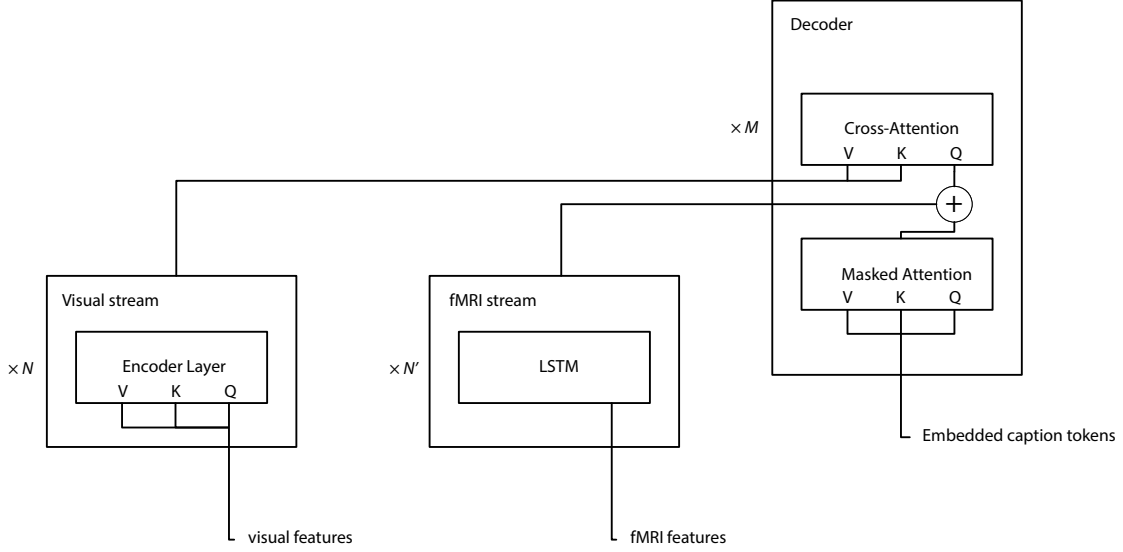 Decoder
× M
Cross-Attention
V K Q
+
Masked Attention
V K Q
Visual stream
× N
Encoder Layer
V K Q
fMRI stream
× N'
LSTM
Embedded caption tokens
visual features
fMRI features